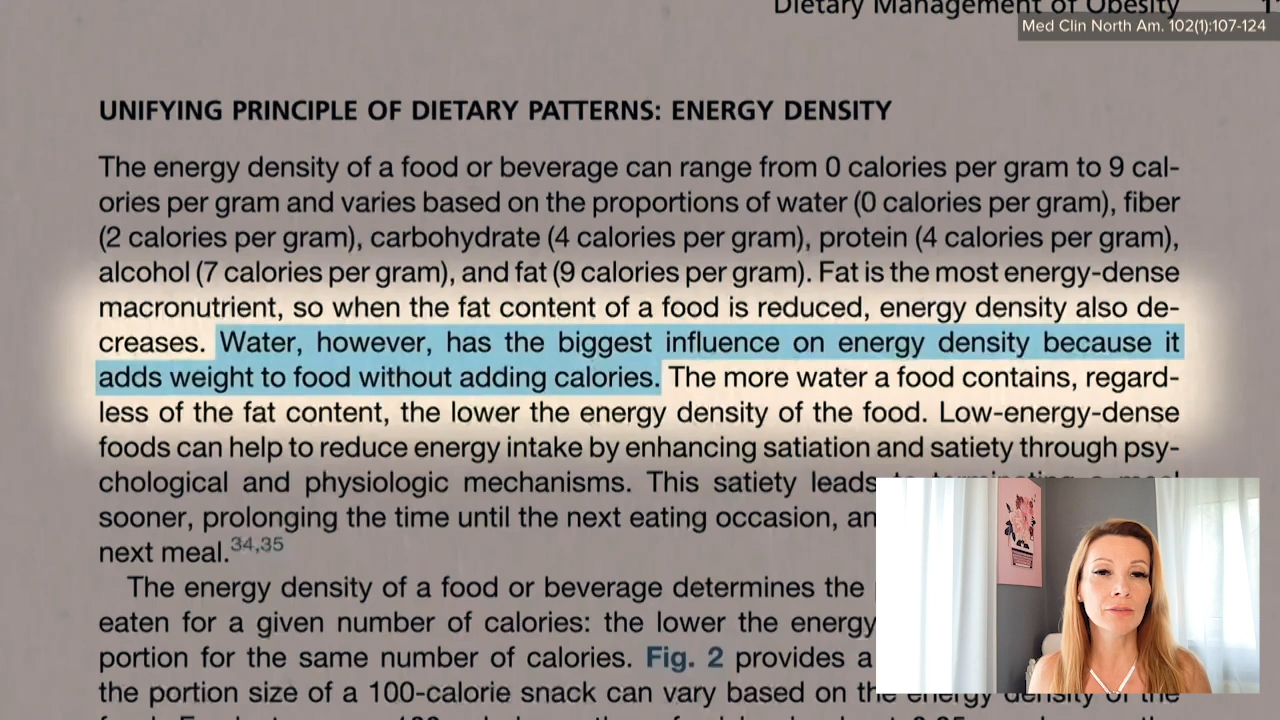 Dietary Management of Obesity
Med Clin North Am. 102(1):107-124
UNIFYING PRINCIPLE OF DIETARY PATTERNS: ENERGY DENSITY
The energy density of a food or beverage can range from 0 calories per gram to 9 cal-
ories per gram and varies based on the proportions of water (0 calories per gram), fiber
(2 calories per gram), carbohydrate (4 calories per gram), protein (4 calories per gram),
alcohol (7 calories per gram), and fat (9 calories per gram). Fat is the most energy-dense
macronutrient, so when the fat content of a food is reduced, energy density also de-
creases. Water, however, has the biggest influence on energy density because it
adds weight to food without adding calories. The more water a food contains, regard-
less of the fat content, the lower the energy density of the food. Low-energy-dense
foods can help to reduce energy intake by enhancing satiation and satiety through psy-
chological and physiologic mechanisms. This satiety leads to terminating a meal
sooner, prolonging the time until the next eating occasion, an
next meal.34,35
The energy density of a food or beverage determines the
eaten for a given number of calories: the lower the energy
portion for the same number of calories. Fig. 2 provides a
the portion size of a 100-calorie snack can vary based on the energy density of the